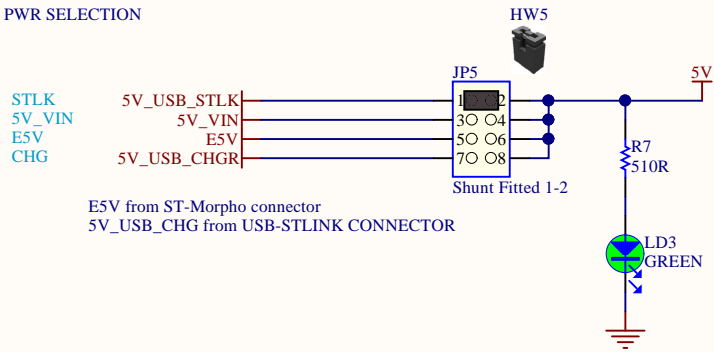 PWR SELECTION
HW5
JP5
5V
STLK 5V_USB_STLK 1 2
5V_VIN 5V_VIN 3 4
E5V E5V 5 6
CHG 5V_USB_CHGR 7 8
R7
510R
Shunt Fitted 1-2
E5V from ST-Morpho connector
5V_USB_CHG from USB-STLINK CONNECTOR
LD3
GREEN